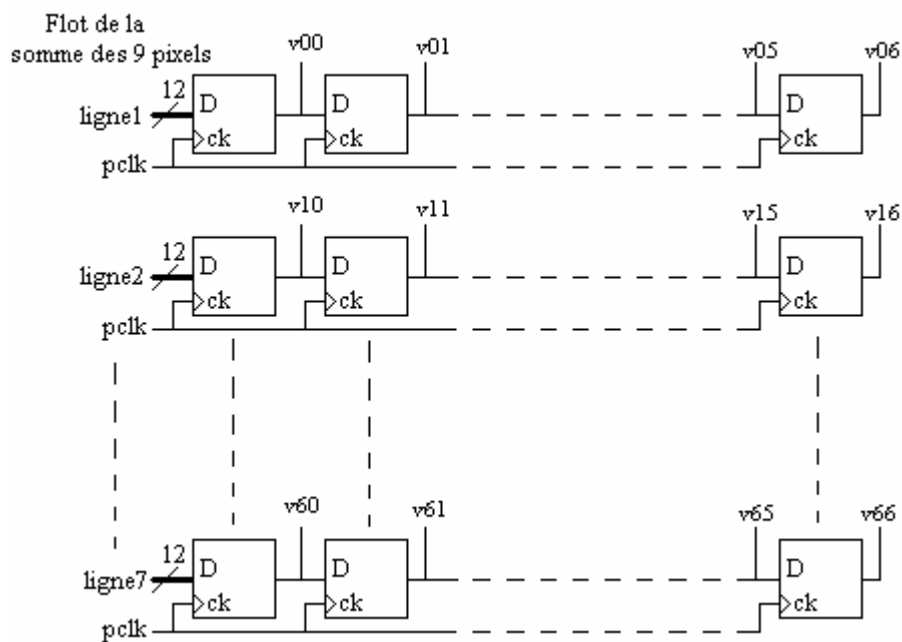 Flot de la
somme des 9 pixels
v00
v01
v05
v06
12
ligne1
D
D
D
ck
ck
ck
pclk
v10
v11
v15
v16
12
ligne2
D
D
D
ck
ck
ck
pclk
v60
v61
v65
v66
12
ligne7
D
D
D
ck
ck
ck
pclk